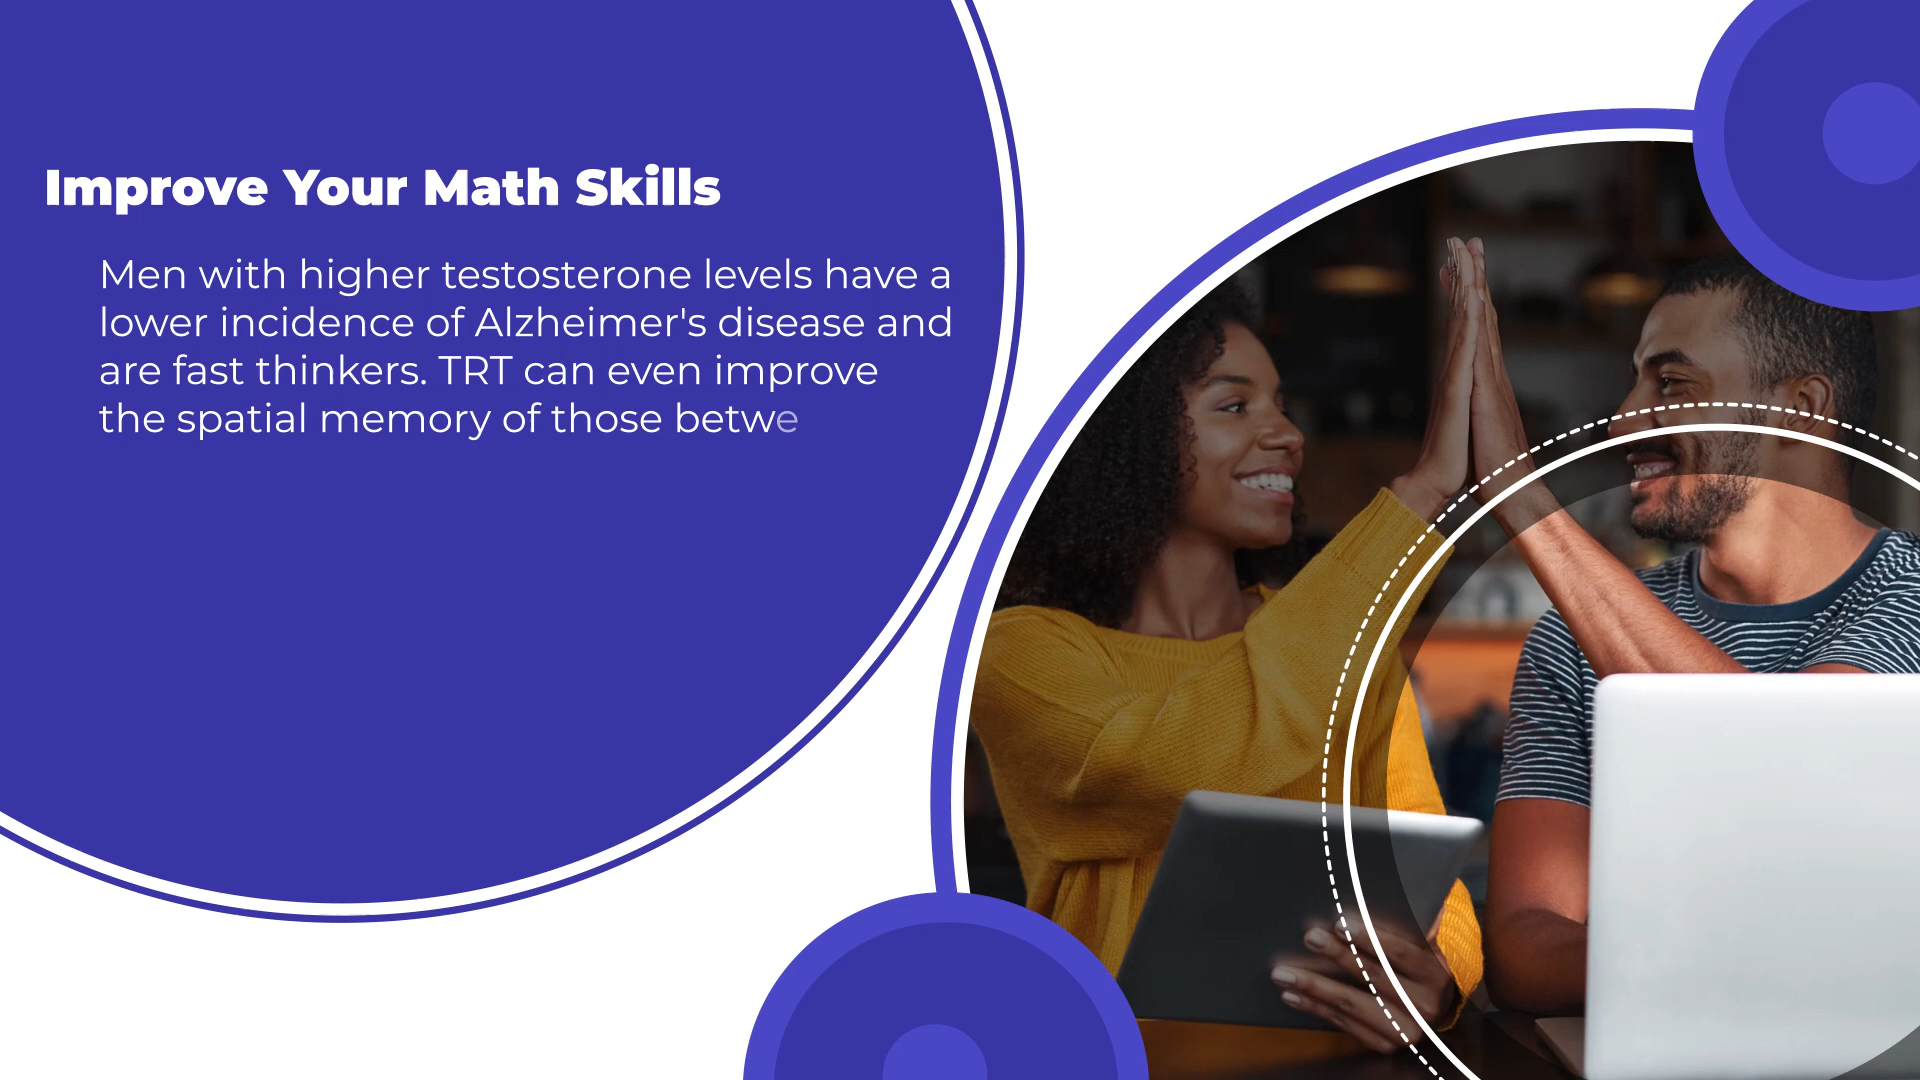 Improve Your Math Skills
Men with higher testosterone levels have a
lower incidence of Alzheimer's disease and
are fast thinkers. TRT can even improve
the spatial memory of those betwe